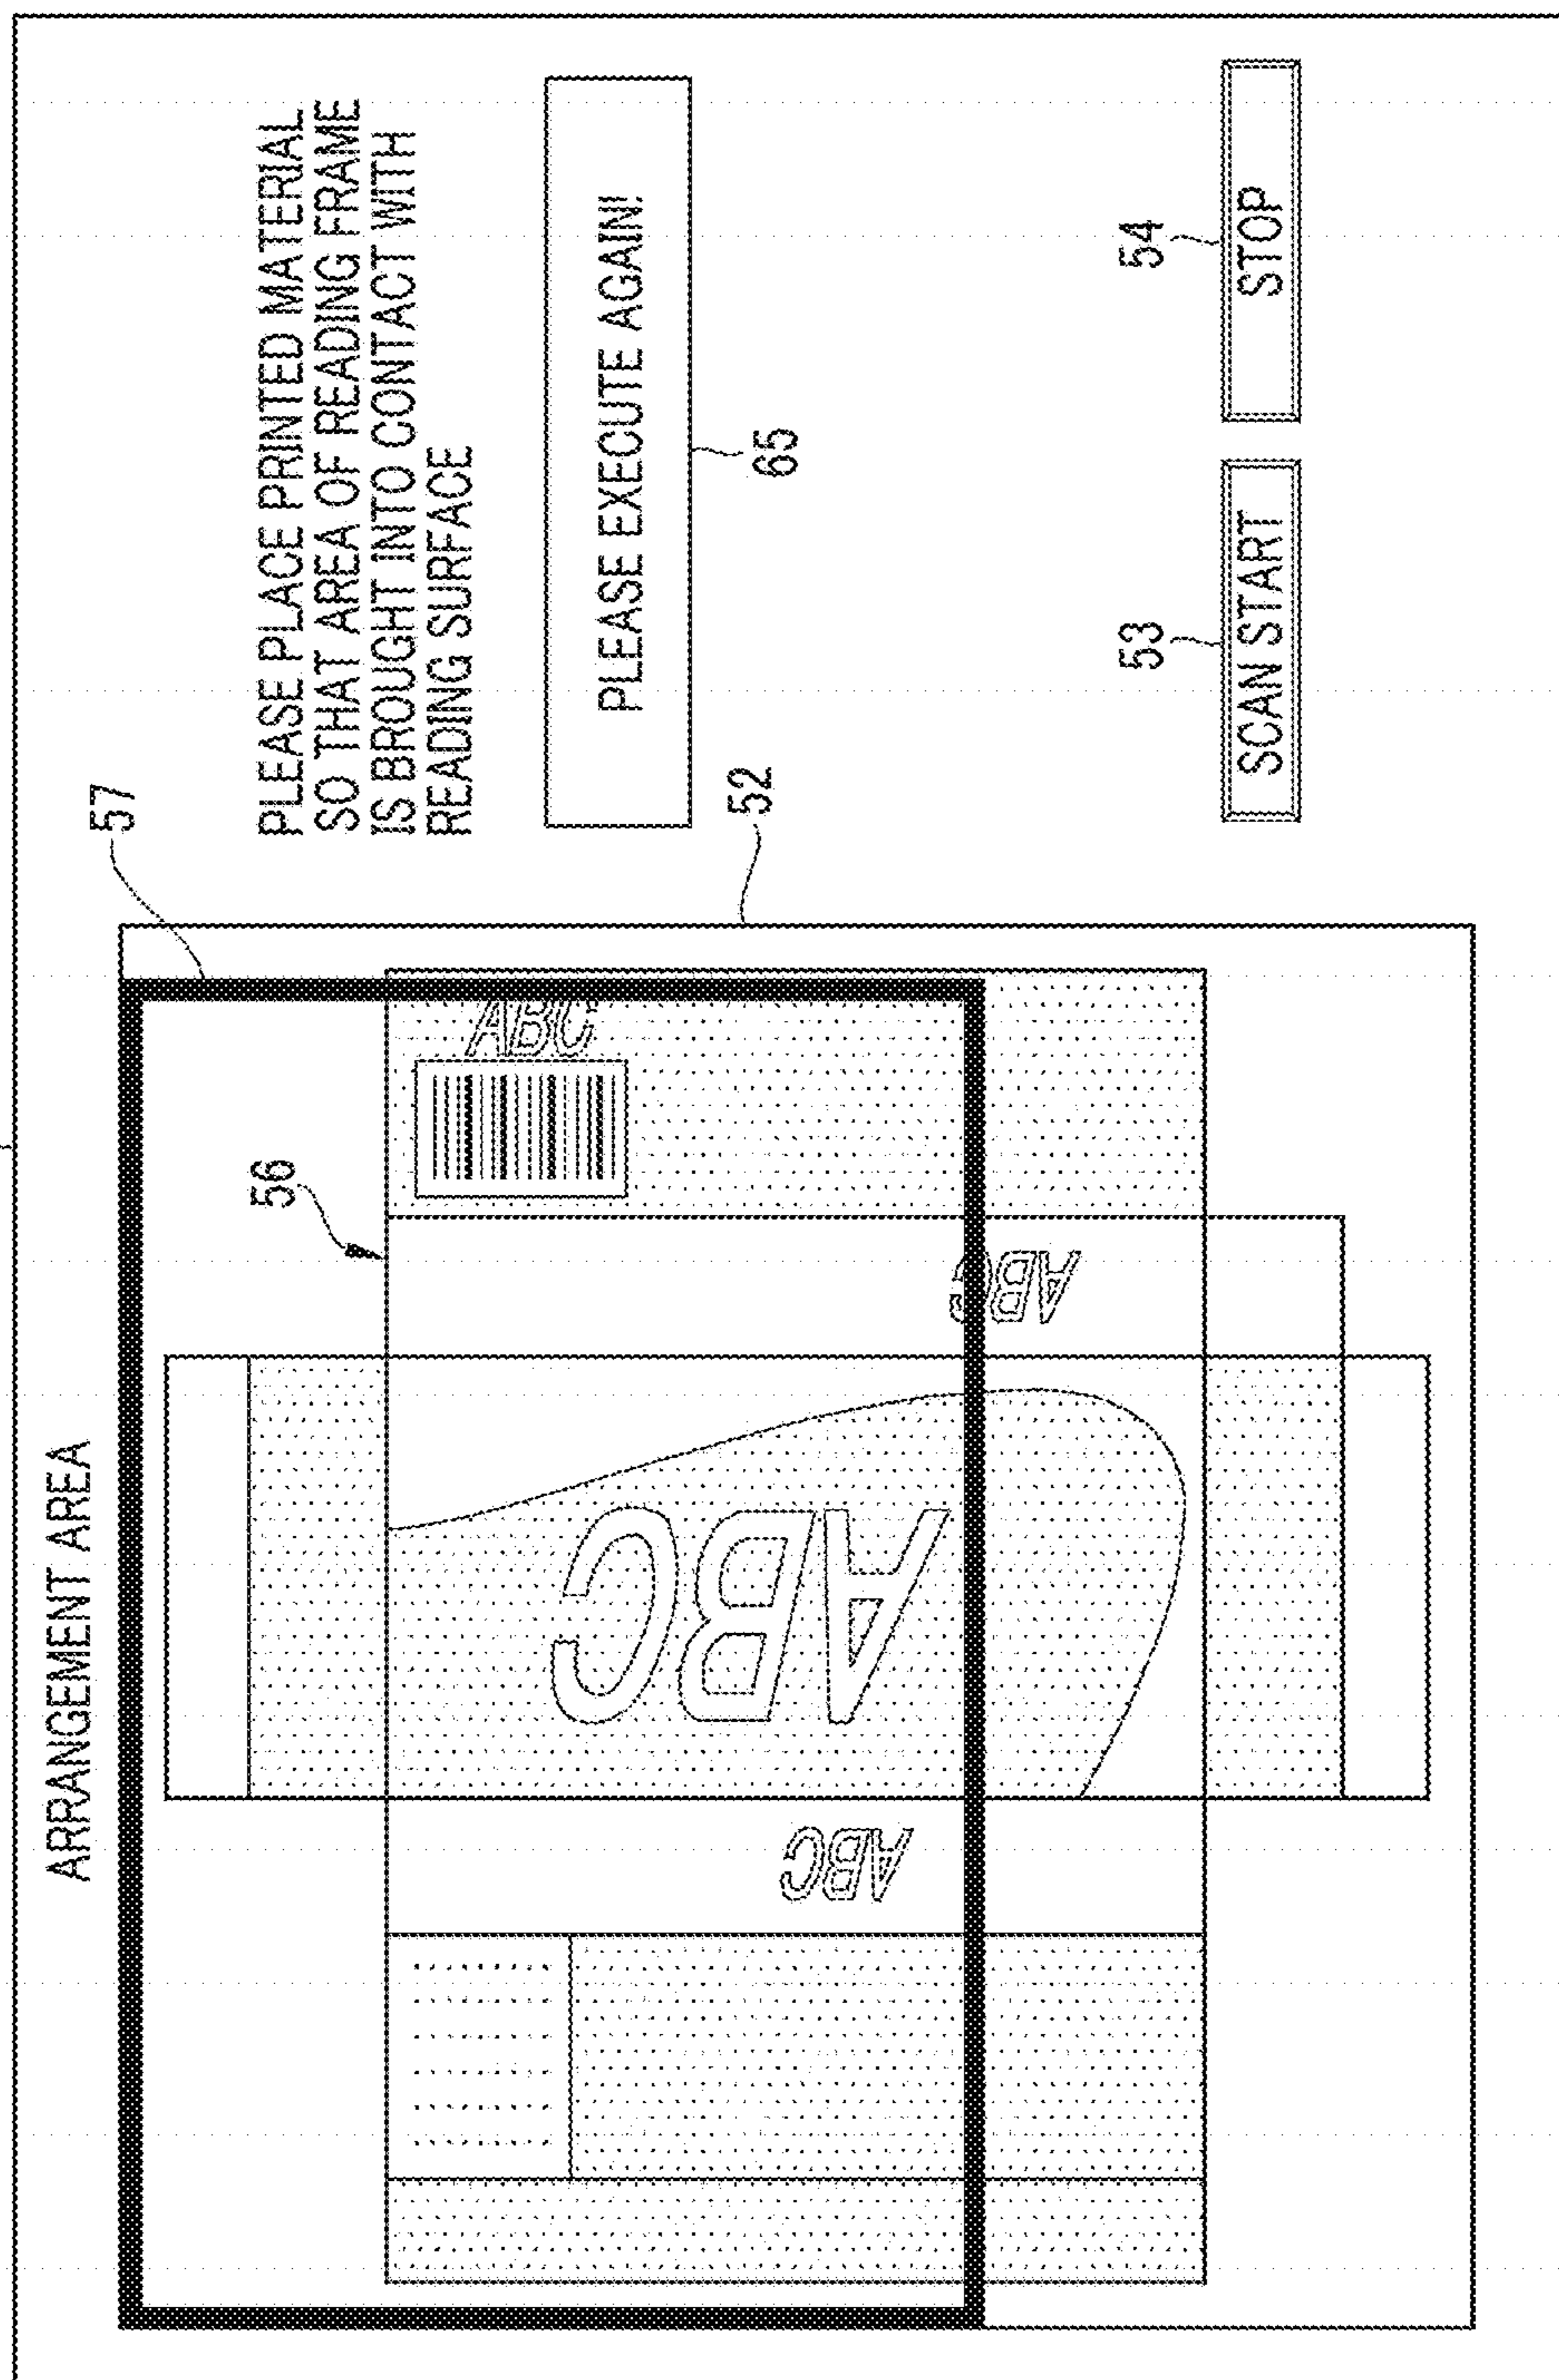 ARRANGEMENT AREA
57
PLEASE PLACE PRINTED MATERIAL
SO THAT AREA OF READING FRAME
IS BROUGHT INTO CONTACT WITH
READING SURFACE
56
ABC
ABC
ABC
ABC
PLEASE EXECUTE AGAIN!
65
52
53
54
SCAN START
STOP